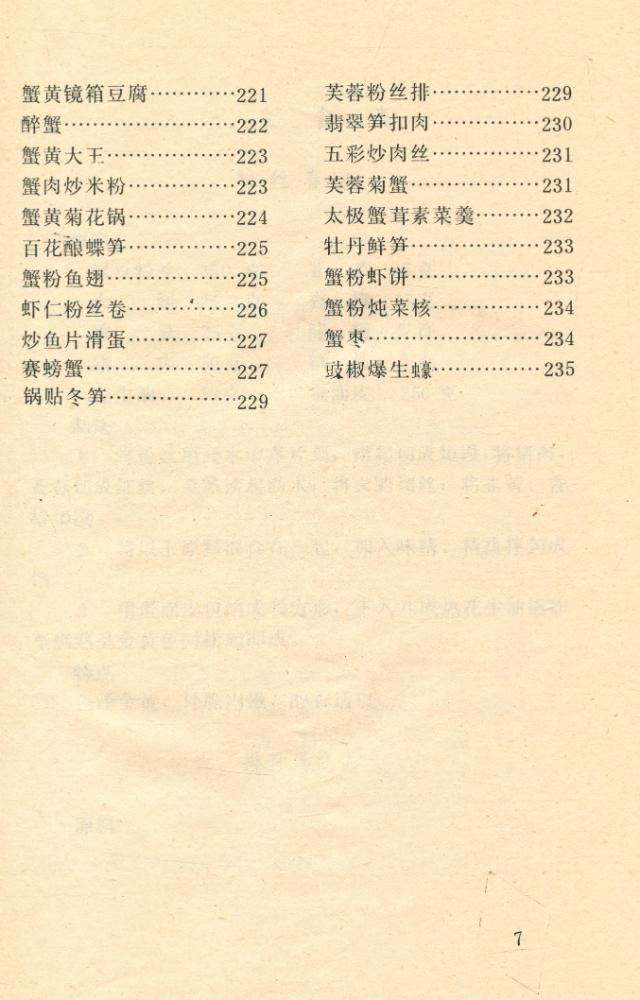 蟹黄镜箱豆腐…………221
醉蟹………………………222
蟹黄大王…………………223
蟹肉炒米粉………………223
蟹黄菊花锅………………224
百花酿蝶笋………………225
蟹粉鱼翅…………………225
虾仁粉丝卷………………226
炒鱼片滑蛋………………227
赛螃蟹……………………227
锅贴冬笋…………………229
芙蓉粉丝排……………229
翡翠笋扣肉……………230
五彩炒肉丝……………231
芙蓉菊蟹………………231
太极蟹茸素菜羹………232
牡丹鲜笋………………233
蟹粉虾饼………………233
蟹粉炖菜核……………234
蟹枣……………………234
豉椒爆生蠔……………235
7